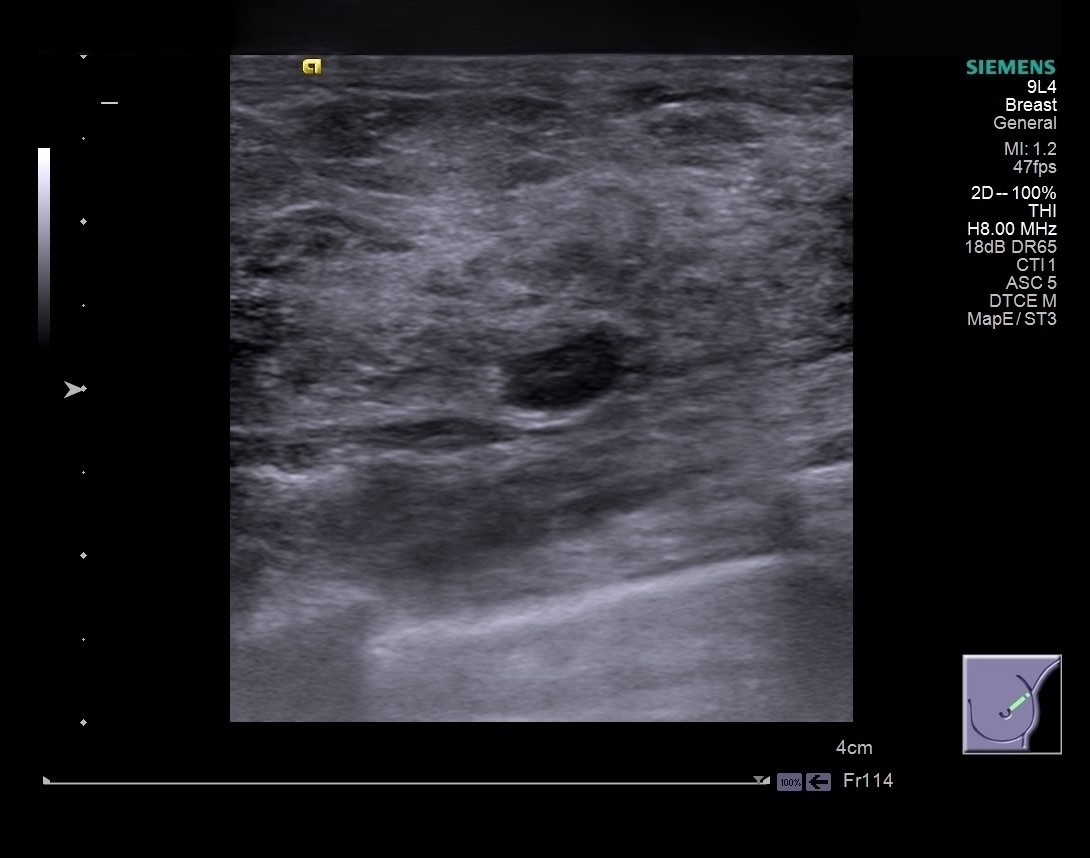 SIEMENS
9L4
Breast
General
MI: 1.2
47fps
2D--100%
THI
H8.00 MHz
18dB DR65
CTI 1
ASC 5
DTCE M
MapE / ST3
4cm
100%
Fr114